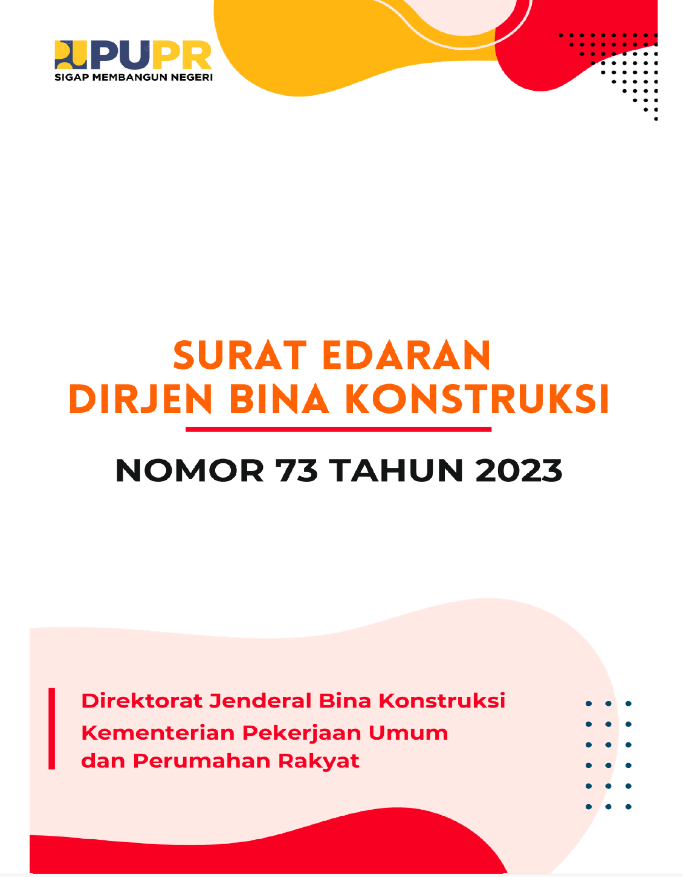 PUPR
SIGAP MEMBANGUN NEGERI
SURAT EDARAN
DIRJEN BINA KONSTRUKSI
NOMOR 73 TAHUN 2023
Direktorat Jenderal Bina Konstruksi
Kementerian Pekerjaan Umum
dan Perumahan Rakyat